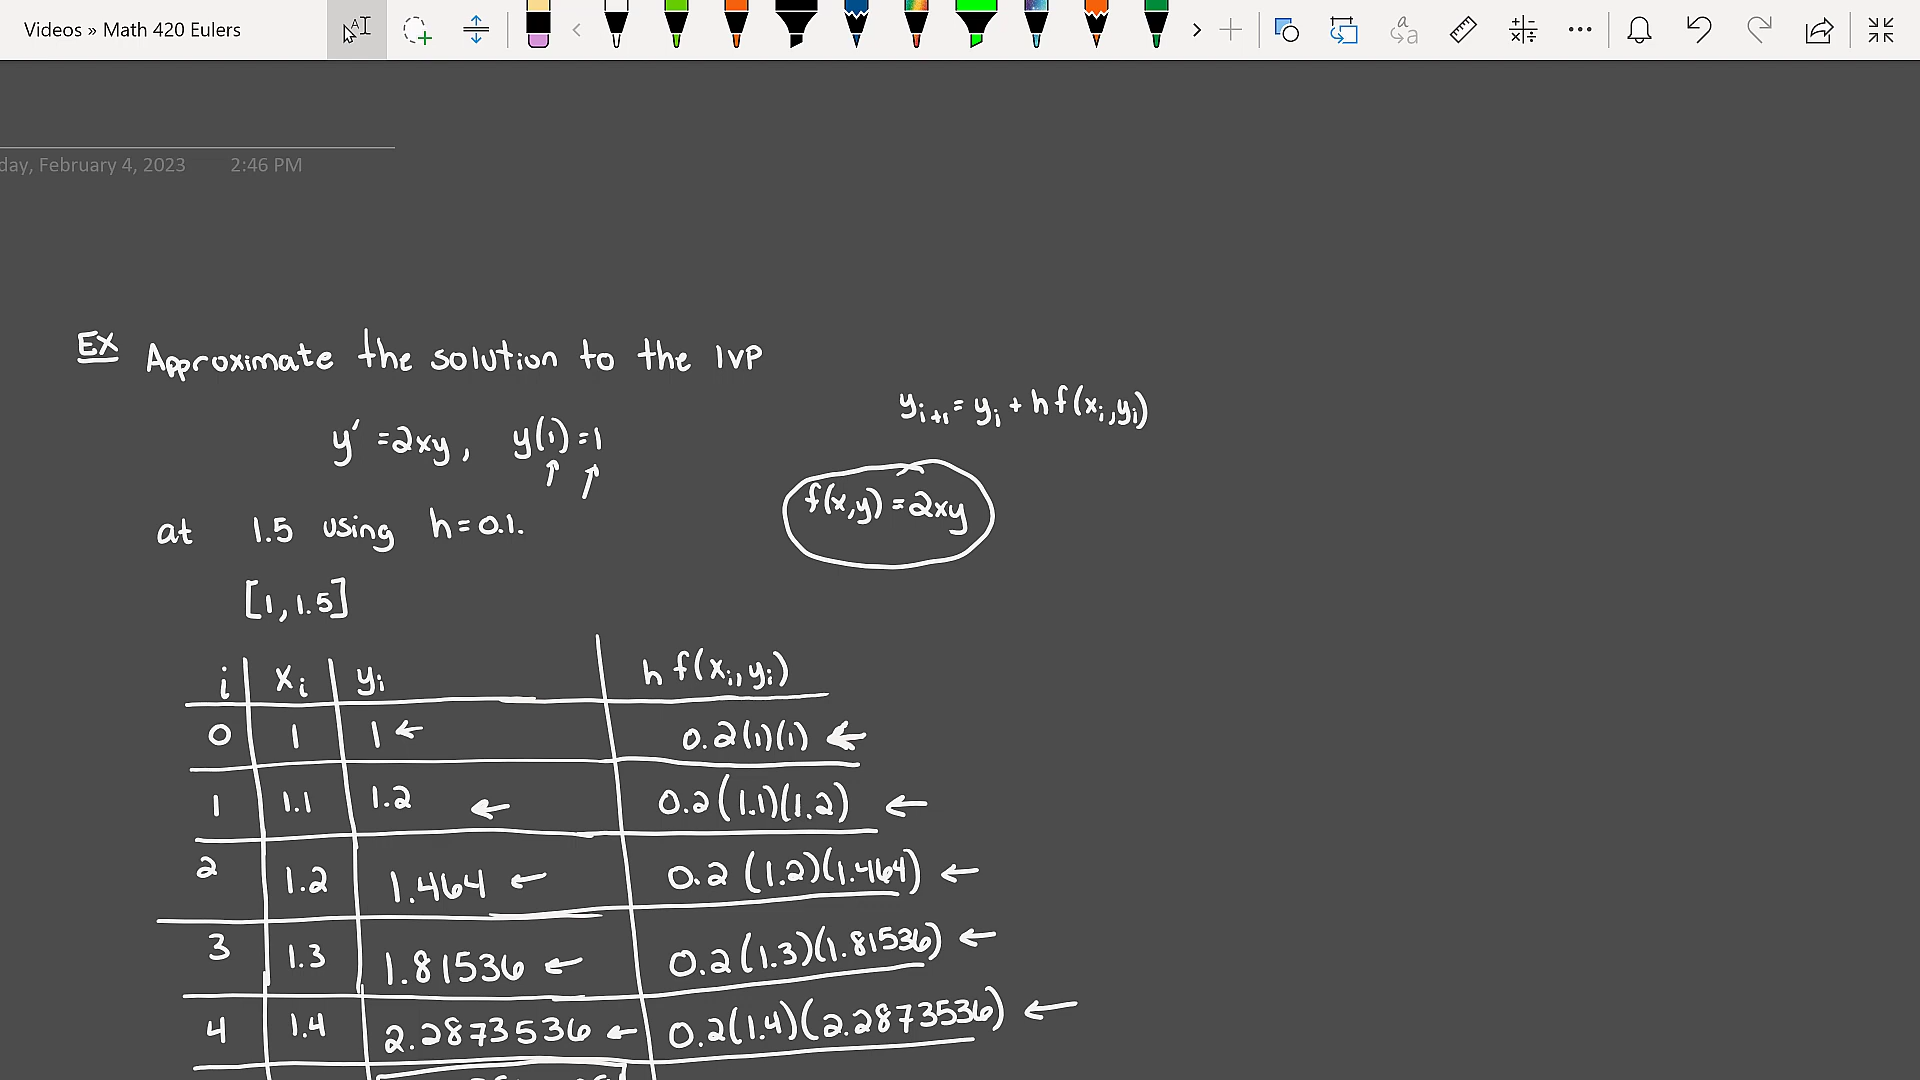 Videos » Math 420 Eulers
day, February 4, 2023 2:46 PM
EX Approximate the solution to the IVP
y' = 2xy, y(1) = 1
y_{i+1} = y_i + h f(x_i, y_i)
f(x,y) = 2xy
at 1.5 using h = 0.1.
[1, 1.5]
i x_i y_i h f(x_i, y_i)
0 1 1 ← 0.2(1)(1) ←
1 1.1 1.2 ← 0.2(1.1)(1.2) ←
2 1.2 1.464 ← 0.2(1.2)(1.464) ←
3 1.3 1.81536 ← 0.2(1.3)(1.81536) ←
4 1.4 2.2873536 ← 0.2(1.4)(2.2873536) ←